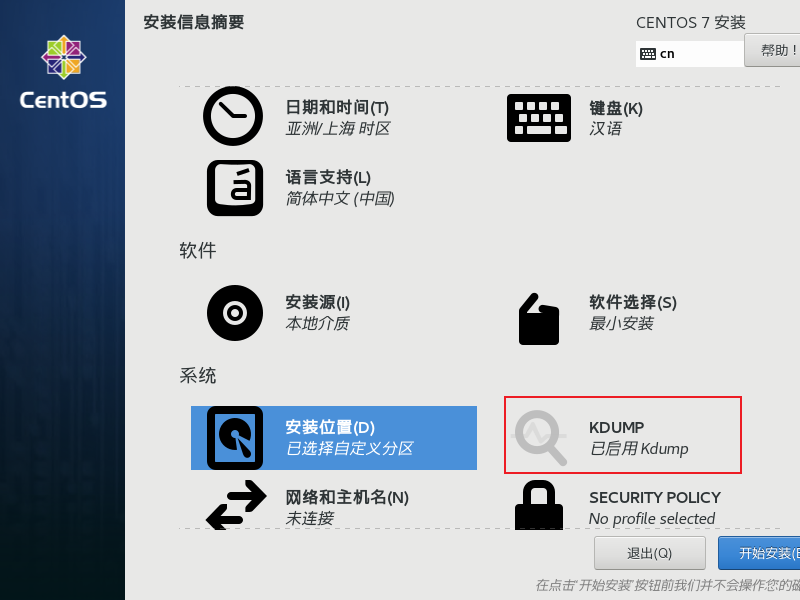 安装信息摘要
CENTOS 7 安装
cn
帮助！
CentOS
日期和时间(T)
亚洲/上海 时区
键盘(K)
汉语
语言支持(L)
简体中文 (中国)
软件
安装源(I)
本地介质
软件选择(S)
最小安装
系统
安装位置(D)
已选择自定义分区
KDUMP
已启用 Kdump
网络和主机名(N)
未连接
SECURITY POLICY
No profile selected
退出(Q)
开始安装(
在点击"开始安装"按钮前我们并不会操作您的